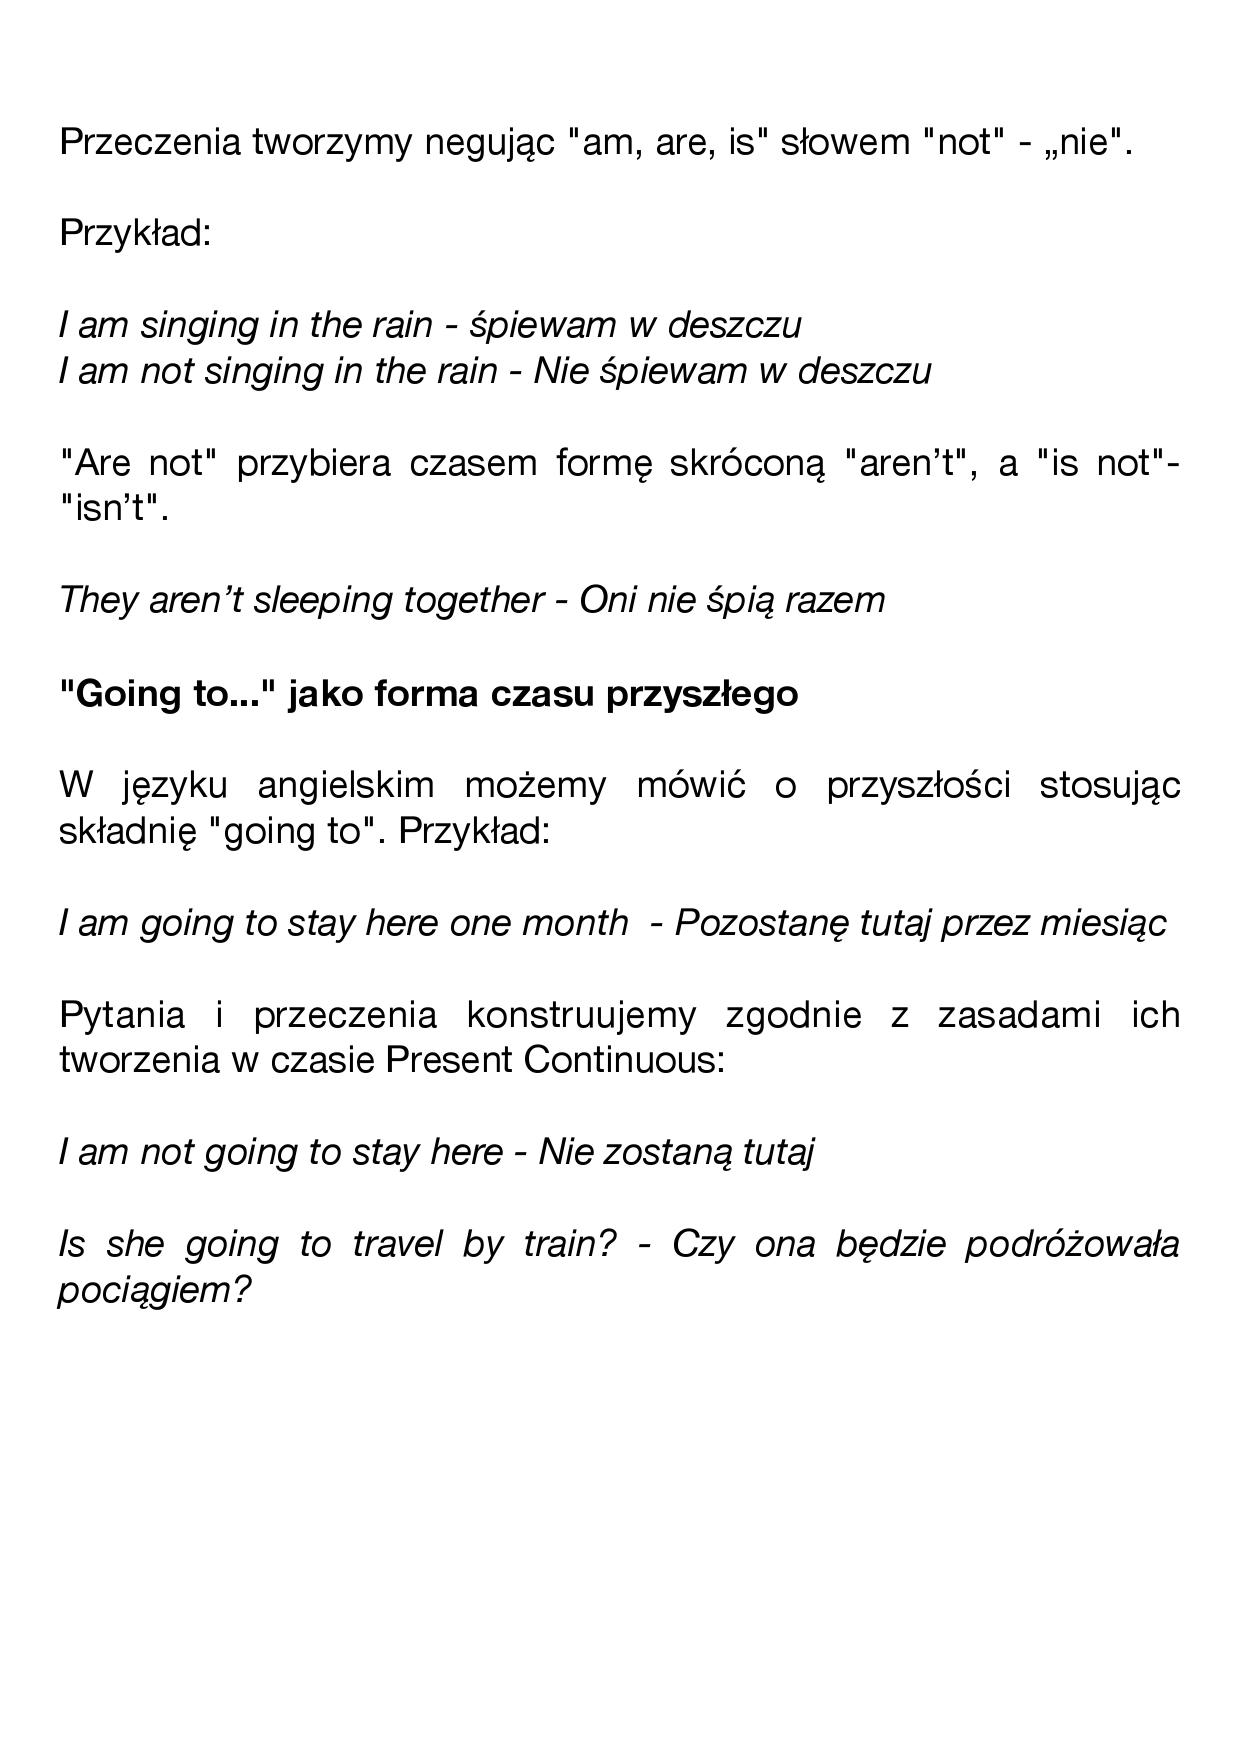 Przeczenia tworzymy negując "am, are, is" słowem "not" - „nie".
Przykład:
I am singing in the rain - śpiewam w deszczu
I am not singing in the rain - Nie śpiewam w deszczu
"Are not" przybiera czasem formę skróconą "aren’t", a "is not"-
"isn’t".
They aren’t sleeping together - Oni nie śpią razem
"Going to..." jako forma czasu przyszłego
W języku angielskim możemy mówić o przyszłości stosując
składnię "going to". Przykład:
I am going to stay here one month - Pozostanę tutaj przez miesiąc
Pytania i przeczenia konstruujemy zgodnie z zasadami ich
tworzenia w czasie Present Continuous:
I am not going to stay here - Nie zostaną tutaj
Is she going to travel by train? - Czy ona będzie podróżowała
pociągiem?